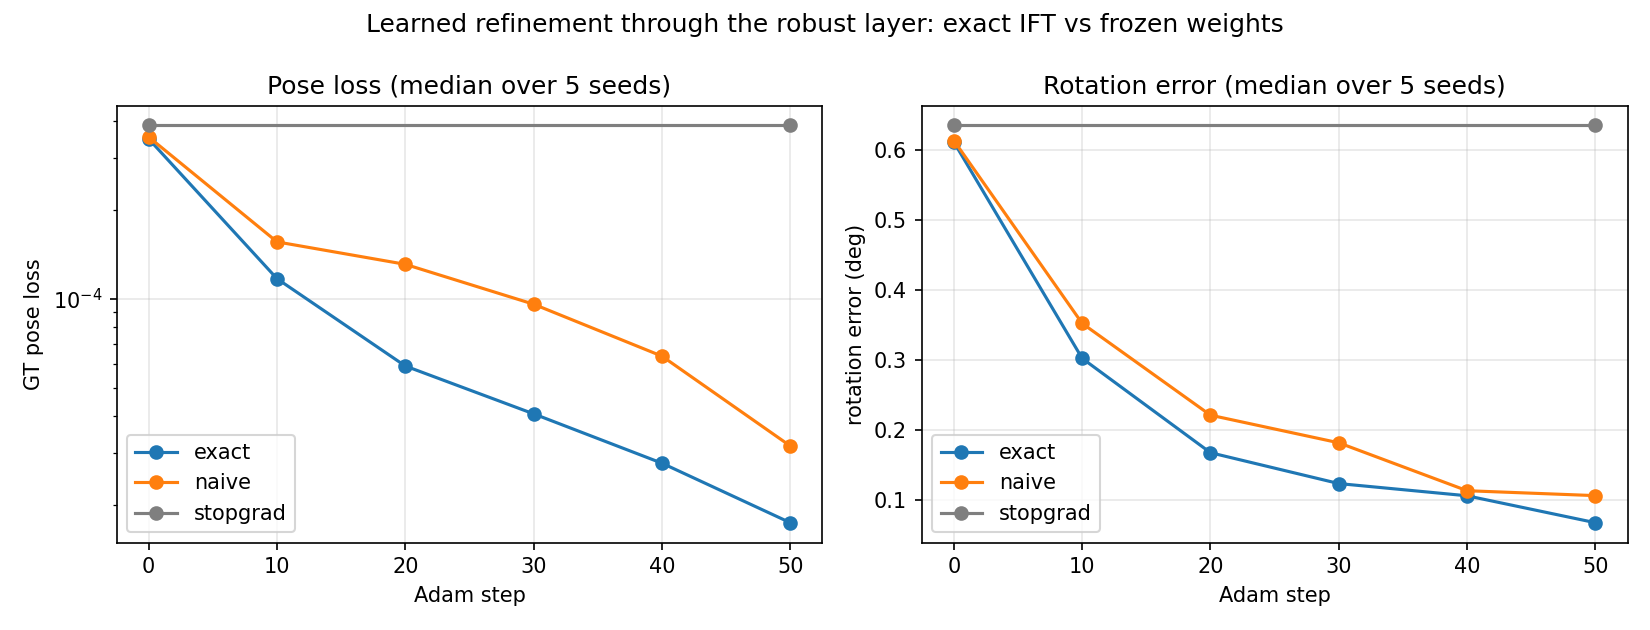 Learned refinement through the robust layer: exact IFT vs frozen weights
Pose loss (median over 5 seeds)
GT pose loss
10⁻⁴
exact
naive
stopgrad
0 10 20 30 40 50
Adam step
Rotation error (median over 5 seeds)
rotation error (deg)
0.6
0.5
0.4
0.3
0.2
0.1
exact
naive
stopgrad
0 10 20 30 40 50
Adam step